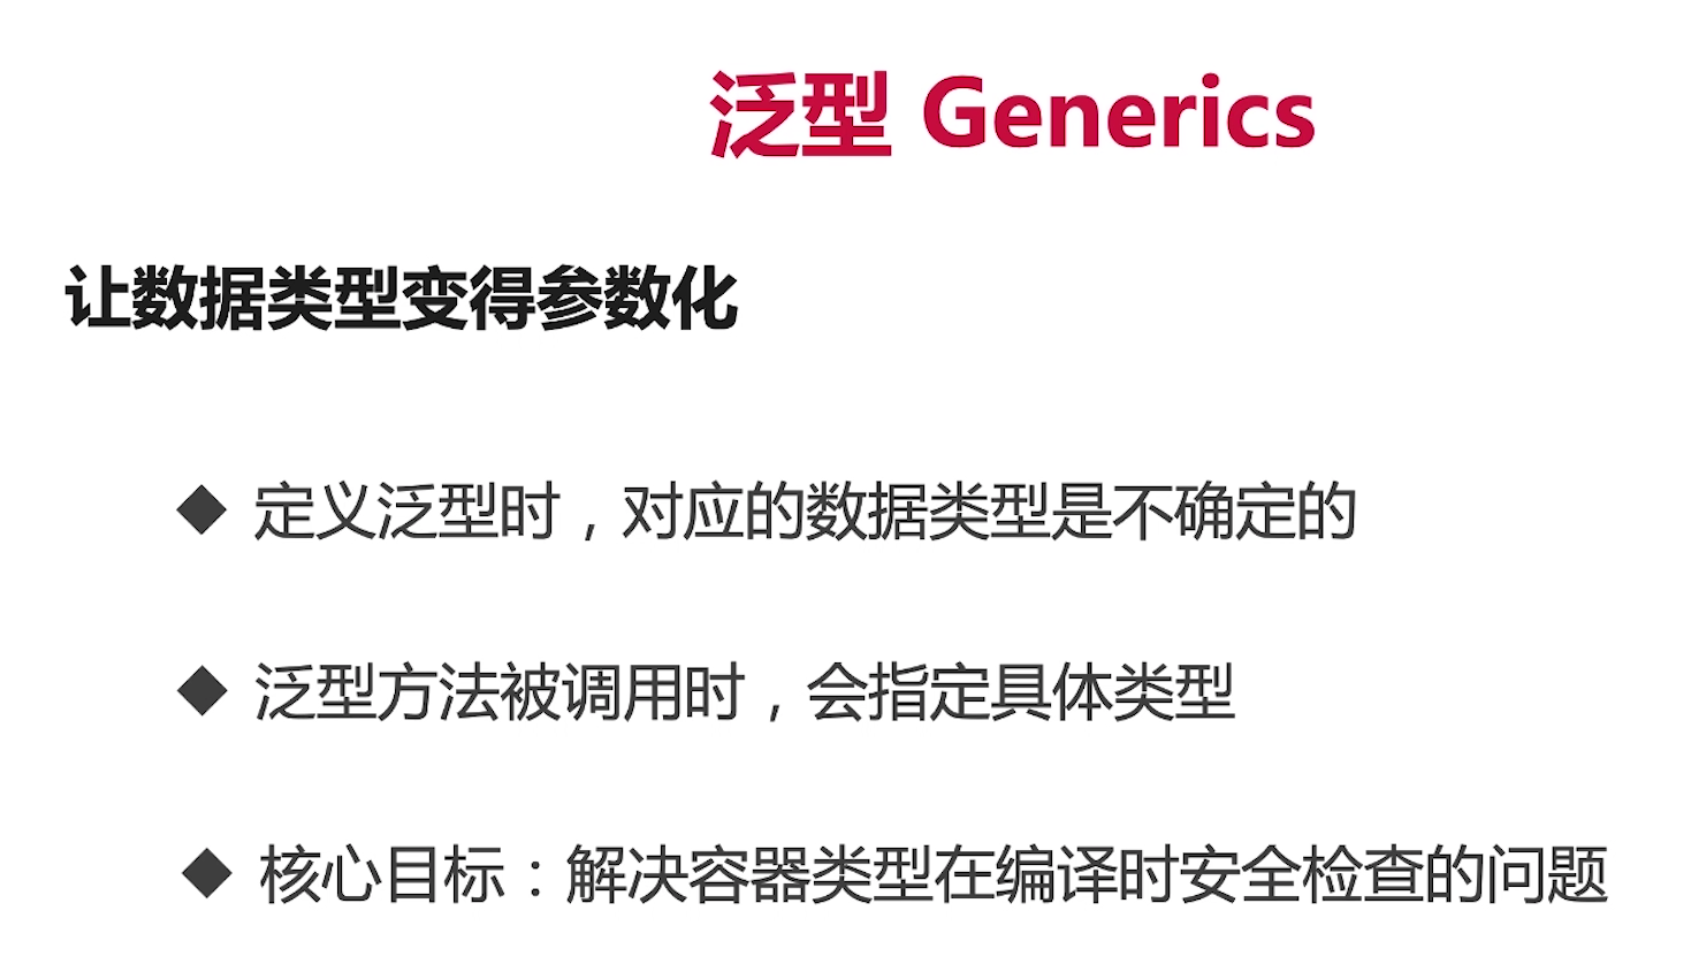 泛型 Generics
让数据类型变得参数化
◆ 定义泛型时，对应的数据类型是不确定的
◆ 泛型方法被调用时，会指定具体类型
◆ 核心目标：解决容器类型在编译时安全检查的问题